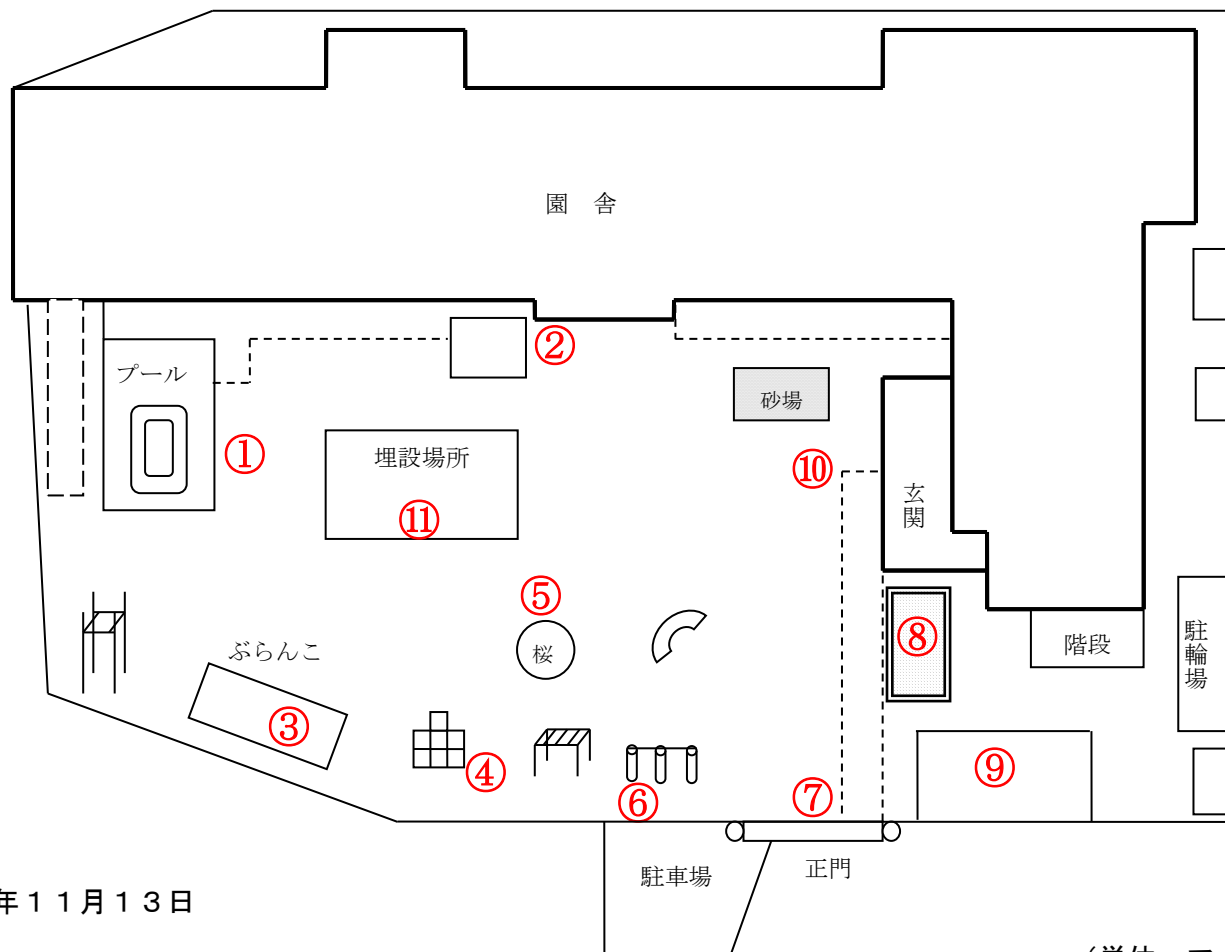 園 舎
②
プール
砂場
①
埋設場所
⑩
玄関
⑪
⑤
ぶらんこ
桜
⑧
階段
駐輪場
③
④
⑥
⑦
⑨
駐車場
正門
年１１月１３日